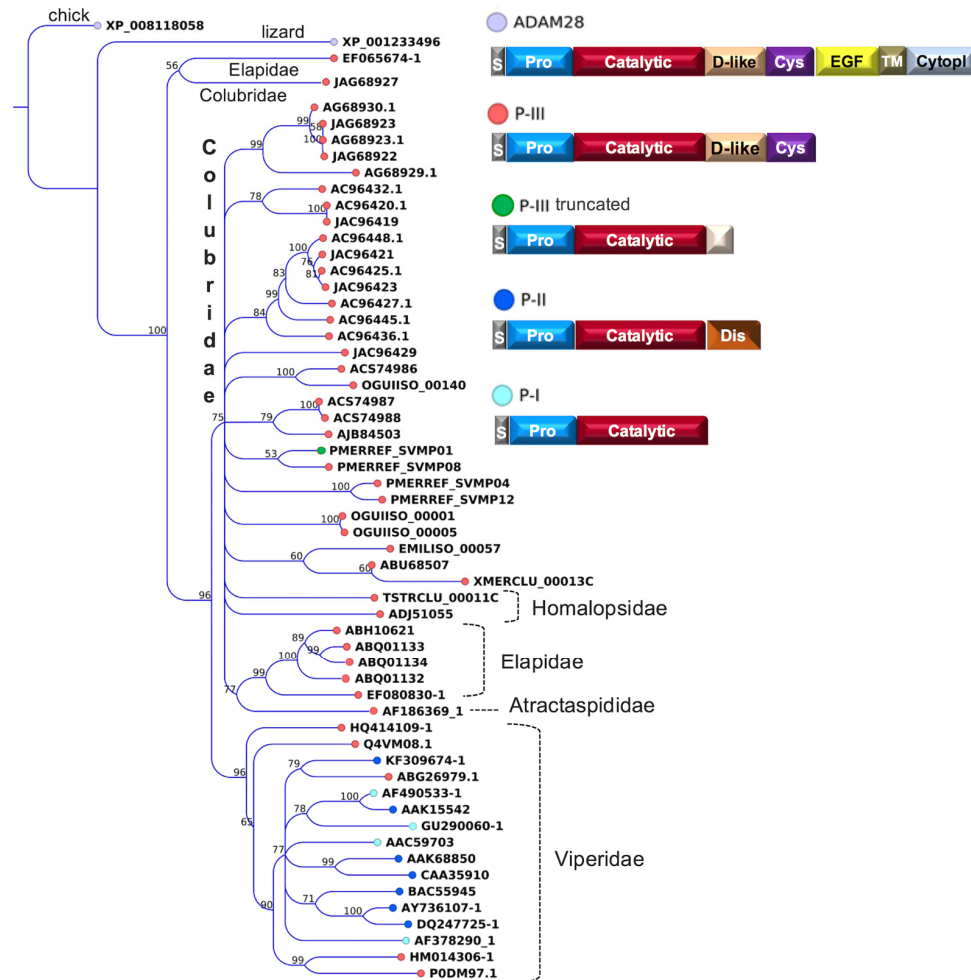 chick
XP_008118058
lizard
XP_001233496
56
EF065674-1
Elapidae
JAG68927
Colubridae
AG68930.1
99
58
JAG68923
100
AG68923.1
99
JAG68922
AG68929.1
Colubridae
AC96432.1
78
100
AC96420.1
JAC96419
AC96448.1
100
JAC96421
76
AC96425.1
83
81
JAC96423
99
AC96427.1
84
AC96445.1
AC96436.1
100
JAC96429
ACS74986
100
OGUIISO_00140
ACS74987
100
75
79
ACS74988
AJB84503
PMERREF_SVMP01
53
PMERREF_SVMP08
PMERREF_SVMP04
100
PMERREF_SVMP12
OGUIISO_00001
100
OGUIISO_00005
EMILISO_00057
60
ABU68507
60
XMERCLU_00013C
96
TSTRCLU_00011C
ADJ51055
Homalopsidae
ABH10621
89
ABQ01133
99
100
ABQ01134
99
ABQ01132
77
EF080830-1
Elapidae
AF186369_1
Atractaspididae
HQ414109-1
Q4VM08.1
96
KF309674-1
79
ABG26979.1
AF490533-1
100
78
AAK15542
65
GU290060-1
AAC59703
77
AAK68850
99
CAA35910
BAC55945
71
AY736107-1
90
100
DQ247725-1
AF378290_1
HM014306-1
99
P0DM97.1
Viperidae
ADAM28
S Pro Catalytic D-like Cys EGF TM Cytopl
P-III
S Pro Catalytic D-like Cys
P-III truncated
S Pro Catalytic
P-II
S Pro Catalytic Dis
P-I
S Pro Catalytic